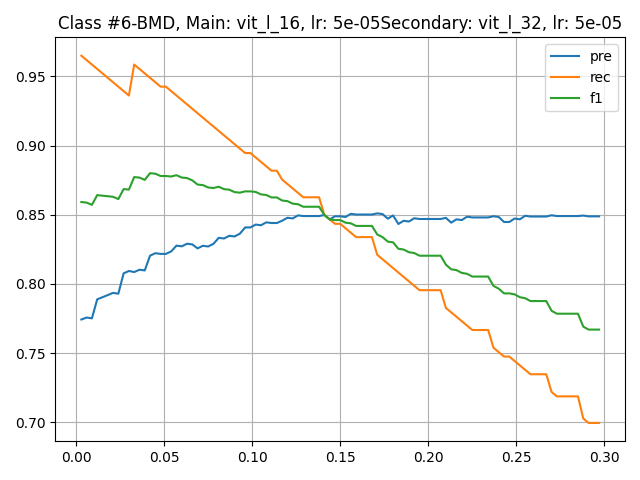 Class #6-BMD, Main: vit_l_16, lr: 5e-05Secondary: vit_l_32, lr: 5e-05
pre
rec
f1
0.95
0.90
0.85
0.80
0.75
0.70
0.00 0.05 0.10 0.15 0.20 0.25 0.30